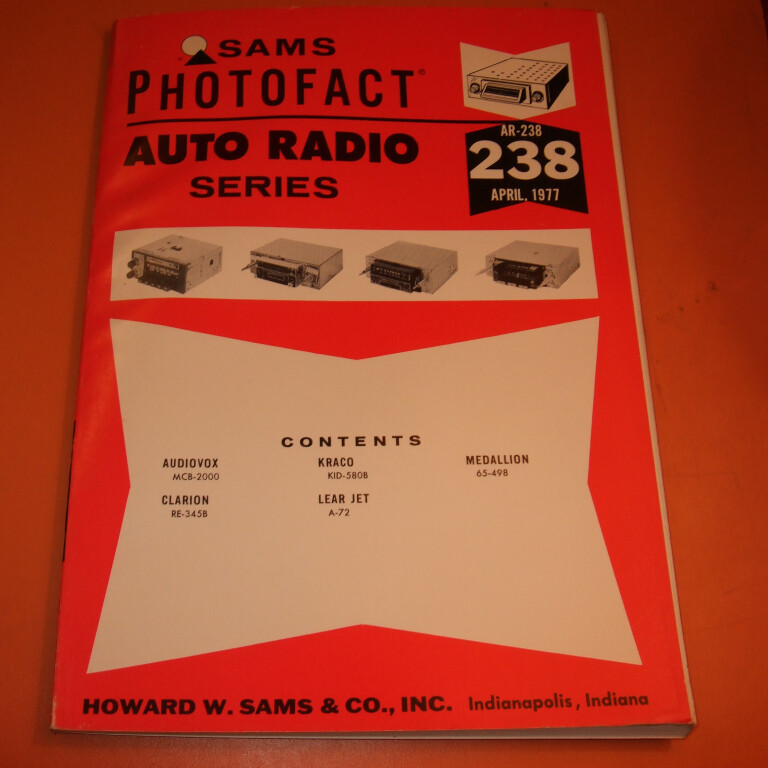 SAMS
PHOTOFACT©
AUTO RADIO
SERIES
AR-238
238
APRIL, 1977
CONTENTS
AUDIOVOX
MCB-2000
CLARION
RE-345B
KRACO
KID-580B
LEAR JET
A-72
MEDALLION
65-498
HOWARD W. SAMS & CO., INC. Indianapolis, Indiana